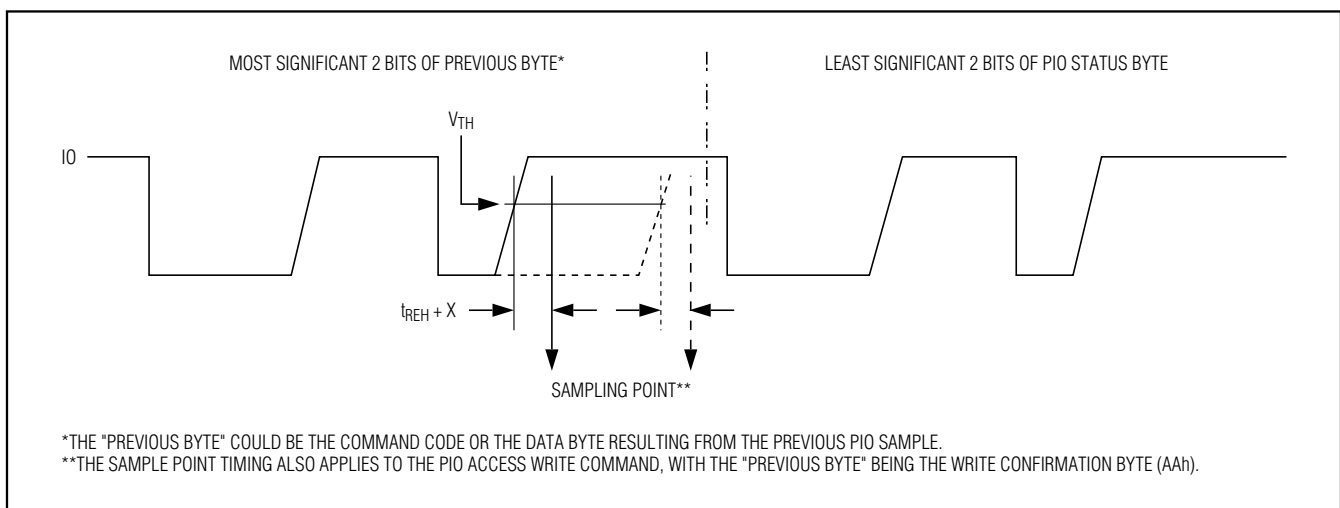 MOST SIGNIFICANT 2 BITS OF PREVIOUS BYTE*
LEAST SIGNIFICANT 2 BITS OF PIO STATUS BYTE
VTH
IO
tREH + X
SAMPLING POINT**
*THE "PREVIOUS BYTE" COULD BE THE COMMAND CODE OR THE DATA BYTE RESULTING FROM THE PREVIOUS PIO SAMPLE.
**THE SAMPLE POINT TIMING ALSO APPLIES TO THE PIO ACCESS WRITE COMMAND, WITH THE "PREVIOUS BYTE" BEING THE WRITE CONFIRMATION BYTE (AAh).